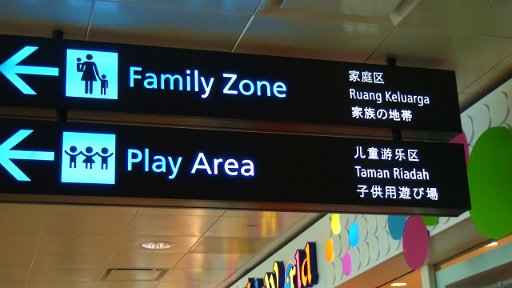 Family Zone
家庭区
Ruang Keluarga
家族の地帯
Play Area
儿童游乐区
Taman Riadah
子供用遊び場
World